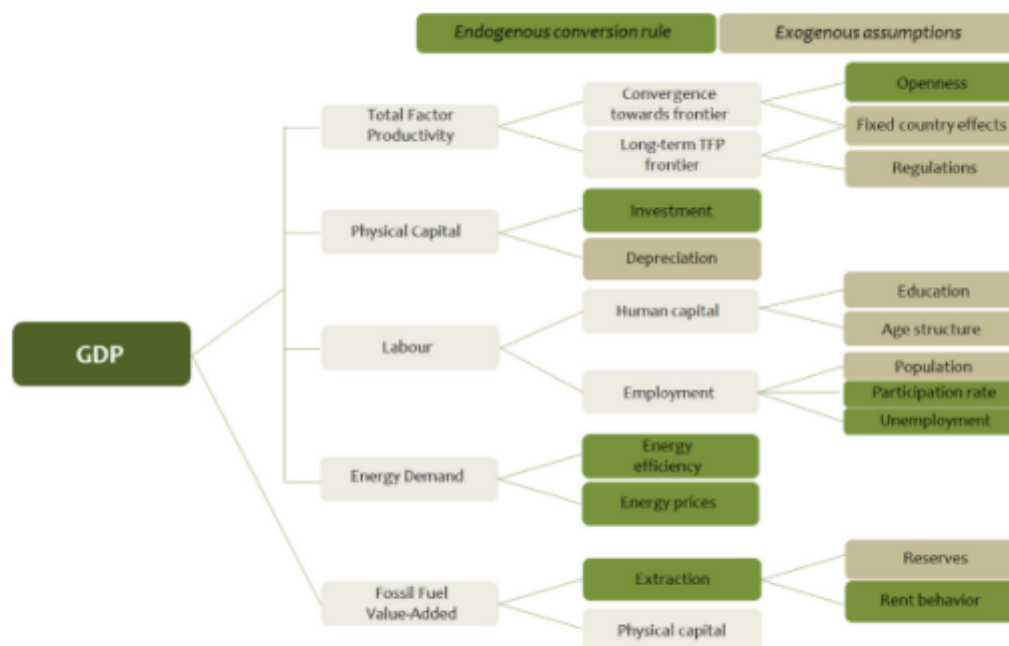 Endogenous conversion rule
Exogenous assumptions
Total Factor
Productivity
Convergence
towards frontier
Long-term TFP
frontier
Openness
Fixed country effects
Regulations
Physical Capital
Investment
Depreciation
GDP
Labour
Human capital
Education
Age structure
Employment
Population
Participation rate
Unemployment
Energy Demand
Energy
efficiency
Energy prices
Fossil Fuel
Value-Added
Extraction
Reserves
Rent behavior
Physical capital